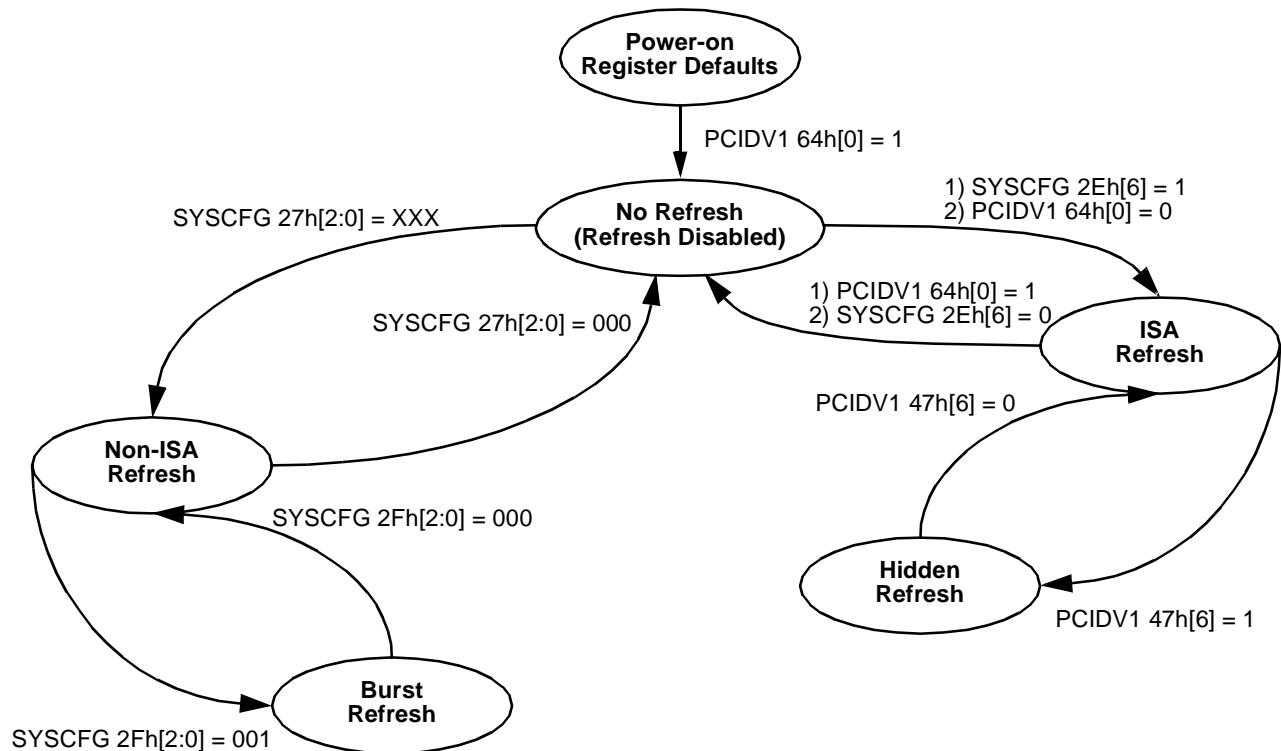 Power-on
Register Defaults
PCIDV1 64h[0] = 1
SYSCFG 27h[2:0] = XXX
No Refresh
(Refresh Disabled)
1) SYSCFG 2Eh[6] = 1
2) PCIDV1 64h[0] = 0
SYSCFG 27h[2:0] = 000
1) PCIDV1 64h[0] = 1
2) SYSCFG 2Eh[6] = 0
ISA
Refresh
PCIDV1 47h[6] = 0
Non-ISA
Refresh
SYSCFG 2Fh[2:0] = 000
Hidden
Refresh
PCIDV1 47h[6] = 1
Burst
Refresh
SYSCFG 2Fh[2:0] = 001